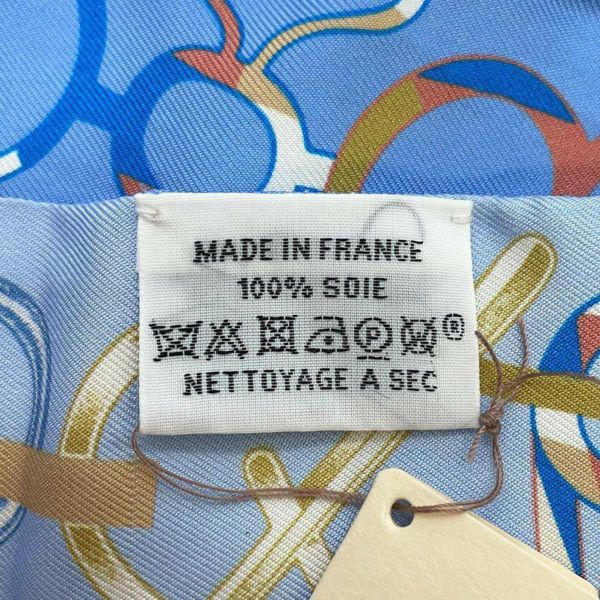 MADE IN FRANCE
100% SOIE
P ®
NETTOYAGE A SEC